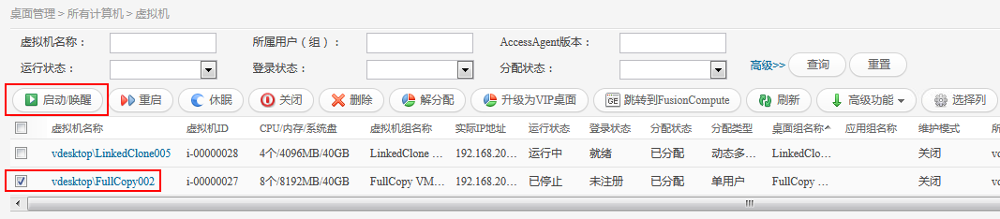 桌面管理 > 所有计算机 > 虚拟机
虚拟机名称： 所属用户（组）： AccessAgent版本：
运行状态： 登录状态： 分配状态： 高级>> 查询 重置
启动/唤醒 重启 休眠 关闭 删除 解分配 升级为VIP桌面 跳转到FusionCompute 刷新 高级功能 选择列
虚拟机名称 虚拟机ID CPU/内存/系统盘 虚拟机组名称 实际IP地址 运行状态 登录状态 分配状态 分配类型 桌面组名称 应用组名称 维护模式 所
vdesktop\LinkedClone005 i-00000028 4个/4096MB/40GB LinkedClone ... 192.168.20... 运行中 就绪 已分配 动态多... LinkedClo... 关闭
vdesktop\FullCopy002 i-00000027 8个/8192MB/40GB FullCopy VM... 192.168.20... 已停止 未注册 已分配 单用户 FullCopy ... 关闭